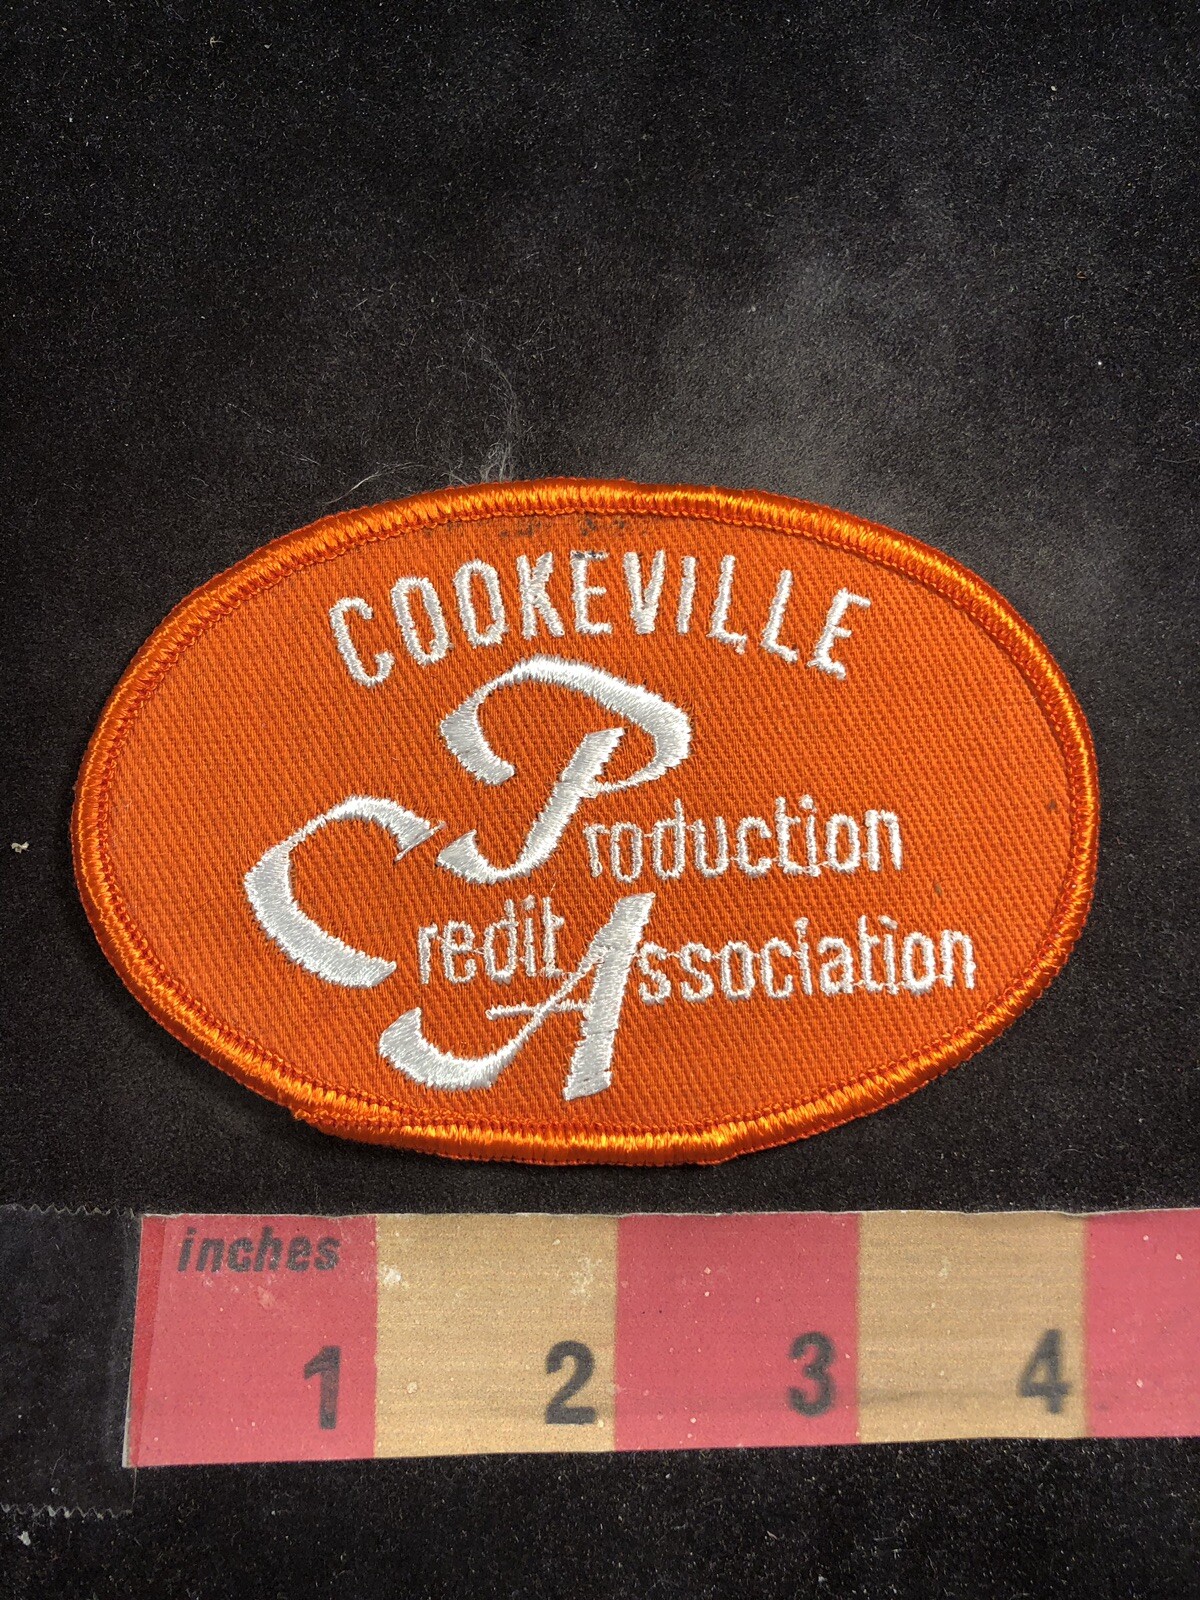 COOKEVILLE
Production
Credit Association
inches
1 2 3 4